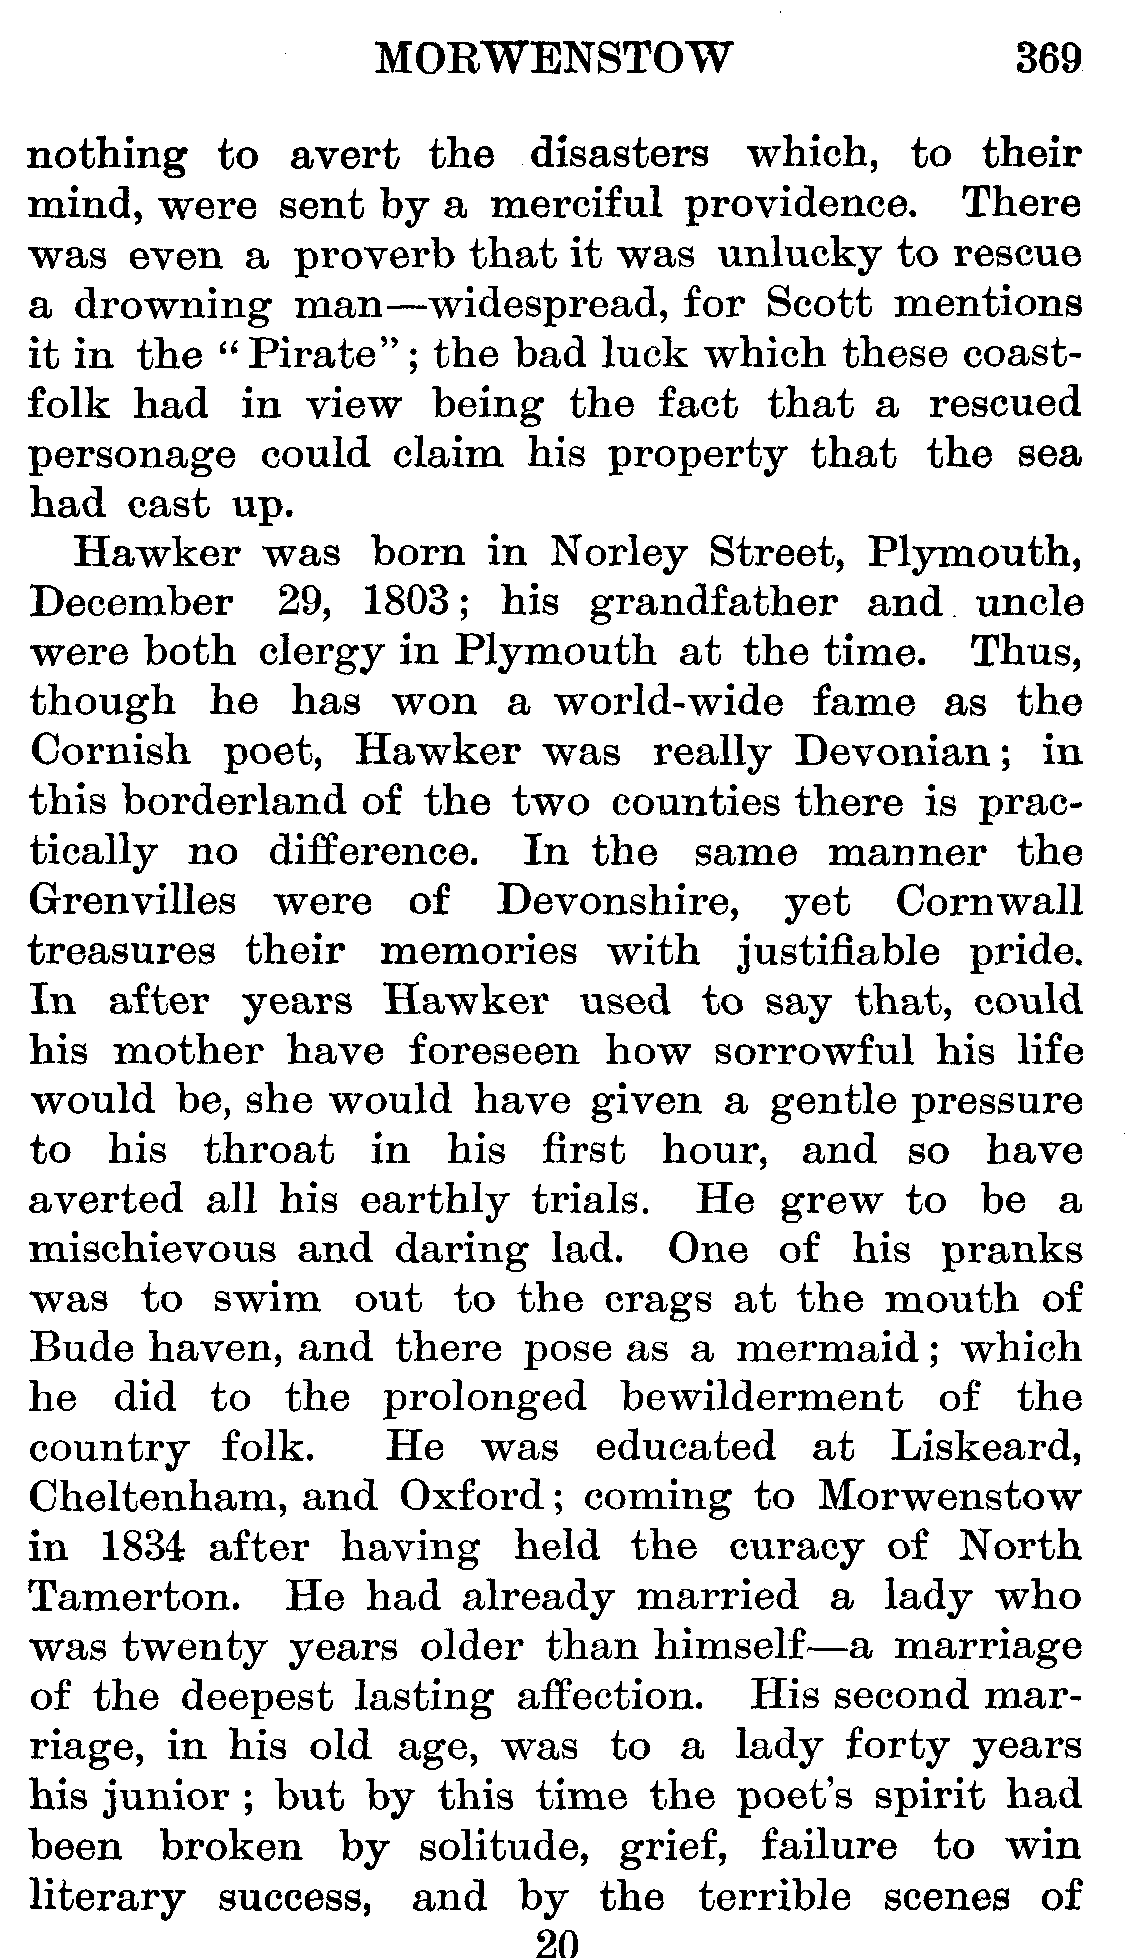 MORWENSTOW 369
nothing to avert the disasters which, to their
mind, were sent by a merciful providence. There
was even a proverb that it was unlucky to rescue
a drowning man—widespread, for Scott mentions
it in the “Pirate”; the bad luck which these coast-
folk had in view being the fact that a rescued
personage could claim his property that the sea
had cast up.
Hawker was born in Norley Street, Plymouth,
December 29, 1803; his grandfather and uncle
were both clergy in Plymouth at the time. Thus,
though he has won a world-wide fame as the
Cornish poet, Hawker was really Devonian; in
this borderland of the two counties there is prac-
tically no difference. In the same manner the
Grenvilles were of Devonshire, yet Cornwall
treasures their memories with justifiable pride.
In after years Hawker used to say that, could
his mother have foreseen how sorrowful his life
would be, she would have given a gentle pressure
to his throat in his first hour, and so have
averted all his earthly trials. He grew to be a
mischievous and daring lad. One of his pranks
was to swim out to the crags at the mouth of
Bude haven, and there pose as a mermaid; which
he did to the prolonged bewilderment of the
country folk. He was educated at Liskeard,
Cheltenham, and Oxford; coming to Morwenstow
in 1834 after having held the curacy of North
Tamerton. He had already married a lady who
was twenty years older than himself—a marriage
of the deepest lasting affection. His second mar-
riage, in his old age, was to a lady forty years
his junior; but by this time the poet's spirit had
been broken by solitude, grief, failure to win
literary success, and by the terrible scenes of
20